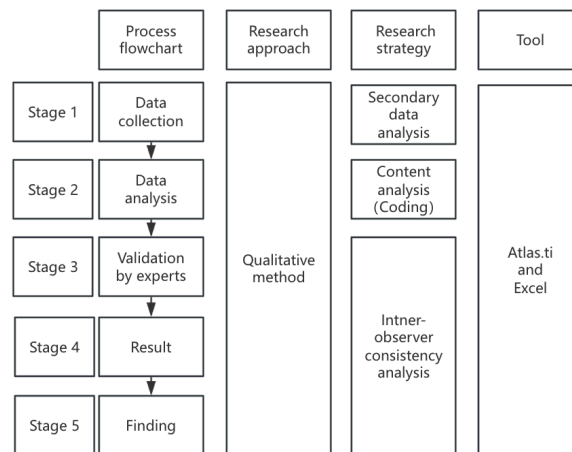 Process
flowchart
Research
approach
Research
strategy
Tool
Stage 1
Data
collection
Secondary
data
analysis
Stage 2
Data
analysis
Content
analysis
(Coding)
Stage 3
Validation
by experts
Qualitative
method
Atlas.ti
and
Excel
Intner-
observer
consistency
analysis
Stage 4
Result
Stage 5
Finding